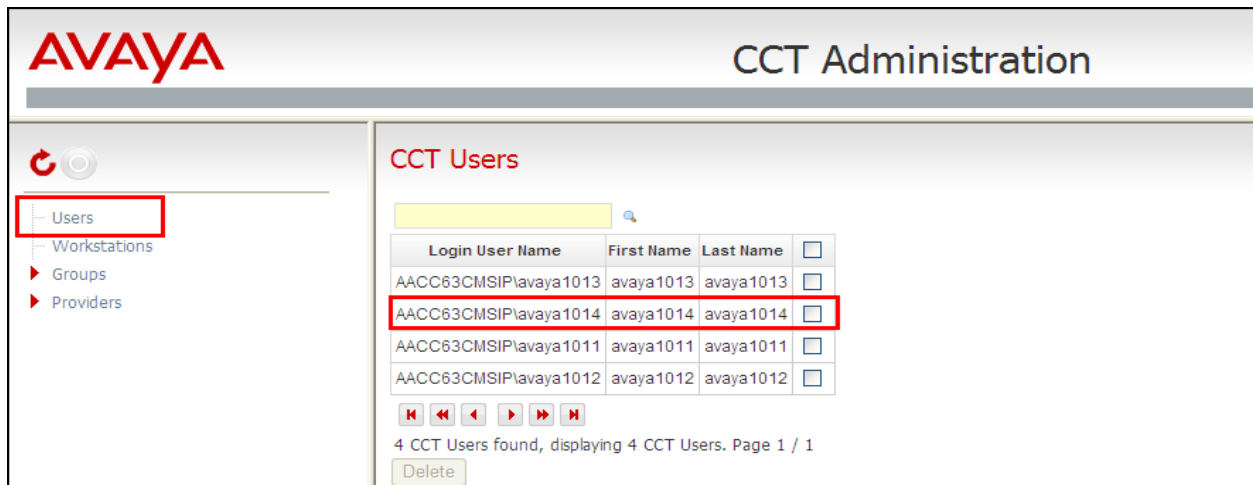 AVAYA
CCT Administration
Users
Workstations
Groups
Providers
CCT Users
Login User Name First Name Last Name
AACC63CMSIP\avaya1013 avaya1013 avaya1013
AACC63CMSIP\avaya1014 avaya1014 avaya1014
AACC63CMSIP\avaya1011 avaya1011 avaya1011
AACC63CMSIP\avaya1012 avaya1012 avaya1012
4 CCT Users found, displaying 4 CCT Users. Page 1 / 1
Delete